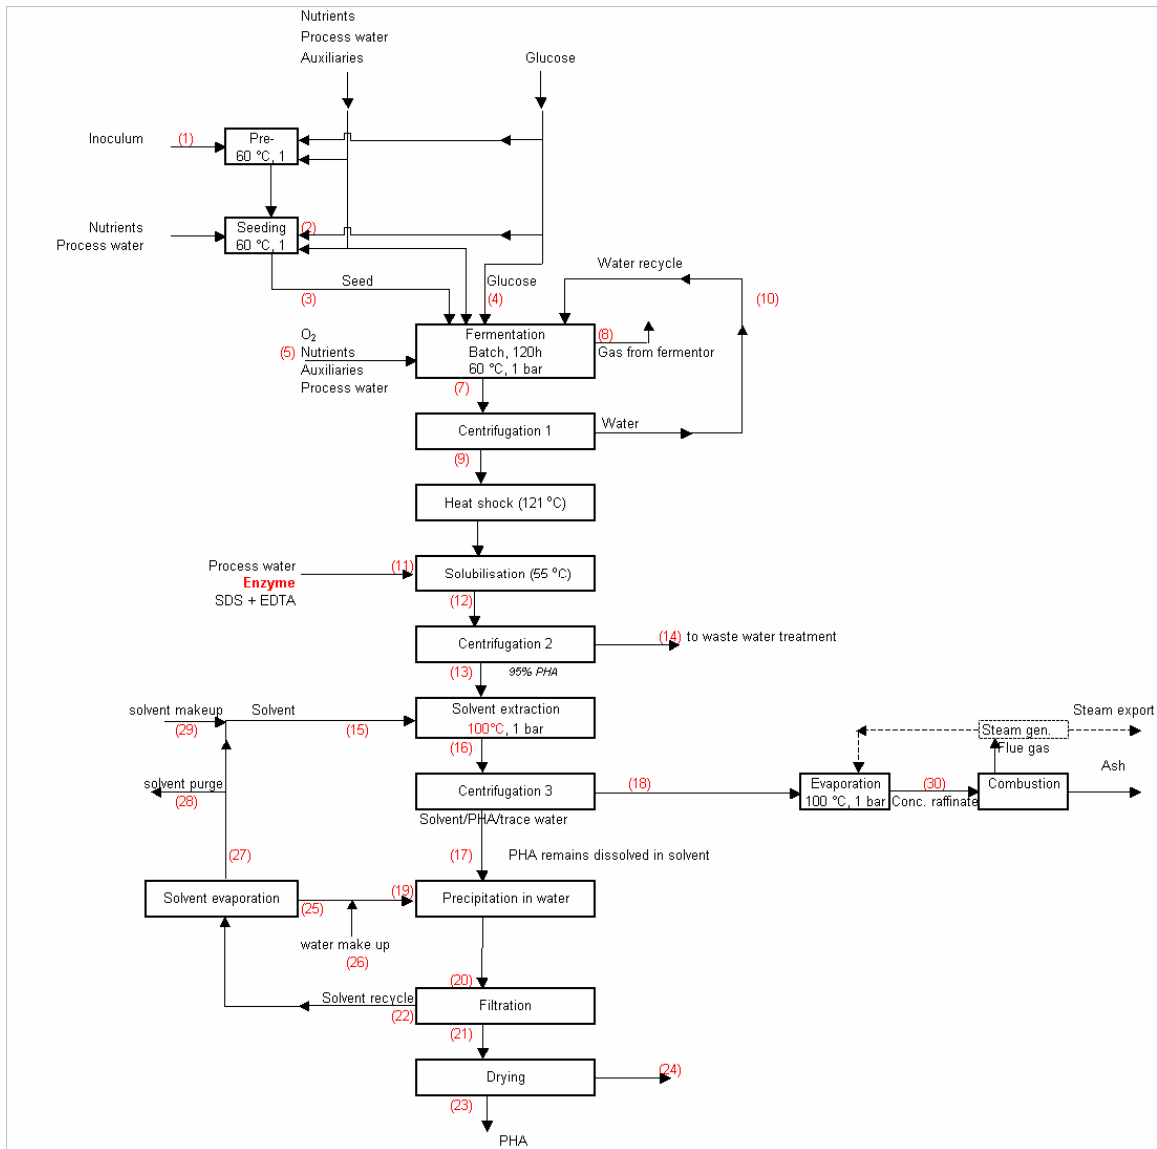 Nutrients
Process water
Auxiliaries
Glucose
Inoculum
(1)
Pre-
60 °C, 1
Nutrients
Process water
Seeding
60 °C, 1
(2)
Seed
(3)
Glucose
(4)
Water recycle
(10)
O2
(5) Nutrients
Auxiliaries
Process water
Fermentation
Batch, 120h
60 °C, 1 bar
(8)
Gas from fermentor
(7)
Centrifugation 1
Water
(9)
Heat shock (121 °C)
Process water
Enzyme
SDS + EDTA
(11)
Solubilisation (55 °C)
(12)
Centrifugation 2
(14) to waste water treatment
(13)
95% PHA
solvent makeup
(29)
Solvent
(15)
Solvent extraction
100°C, 1 bar
(16)
solvent purge
(28)
Centrifugation 3
(18)
Solvent/PHA/trace water
Evaporation
100 °C, 1 bar
(30)
Conc. raffinate
Steam gen.
Flue gas
Combustion
Steam export
Ash
(17)
PHA remains dissolved in solvent
(27)
Solvent evaporation
(25)
(19)
Precipitation in water
water make up
(26)
(20)
Solvent recycle
(22)
Filtration
(21)
Drying
(24)
(23)
PHA